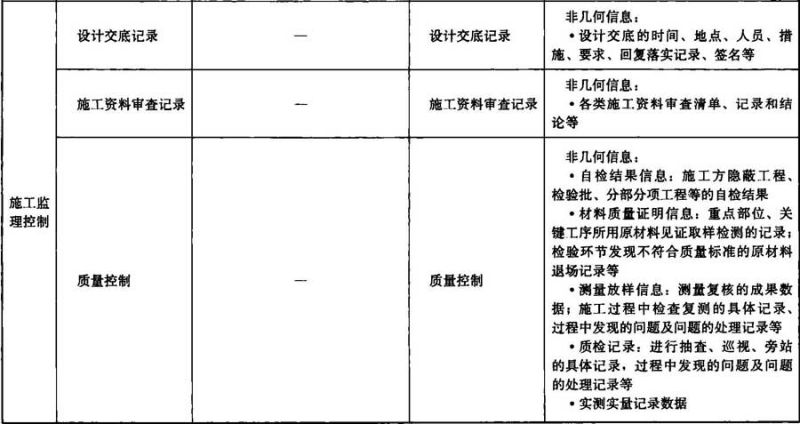 设计交底记录
—
设计交底记录
非几何信息：
•设计交底的时间、地点、人员、措
施、要求、回复落实记录、签名等
施工资料审查记录
—
施工资料审查记录
非几何信息：
•各类施工资料审查清单、记录和结
论等
施工监
理控制
质量控制
—
质量控制
非几何信息：
•自检结果信息：施工方隐蔽工程、
检验批、分部分项工程等的自检结果
•材料质量证明信息：重点部位、关
键工序所用原材料见证取样检测的记录；
检验环节发现不符合质量标准的原材料
退场记录等
•测量放样信息：测量复核的成果数
据；施工过程中检查复测的具体记录、
过程中发现的问题及问题的处理记录等
•质检记录：进行抽查、巡视、旁站
的具体记录，过程中发现的问题及问题
的处理记录等
•实测实量记录数据